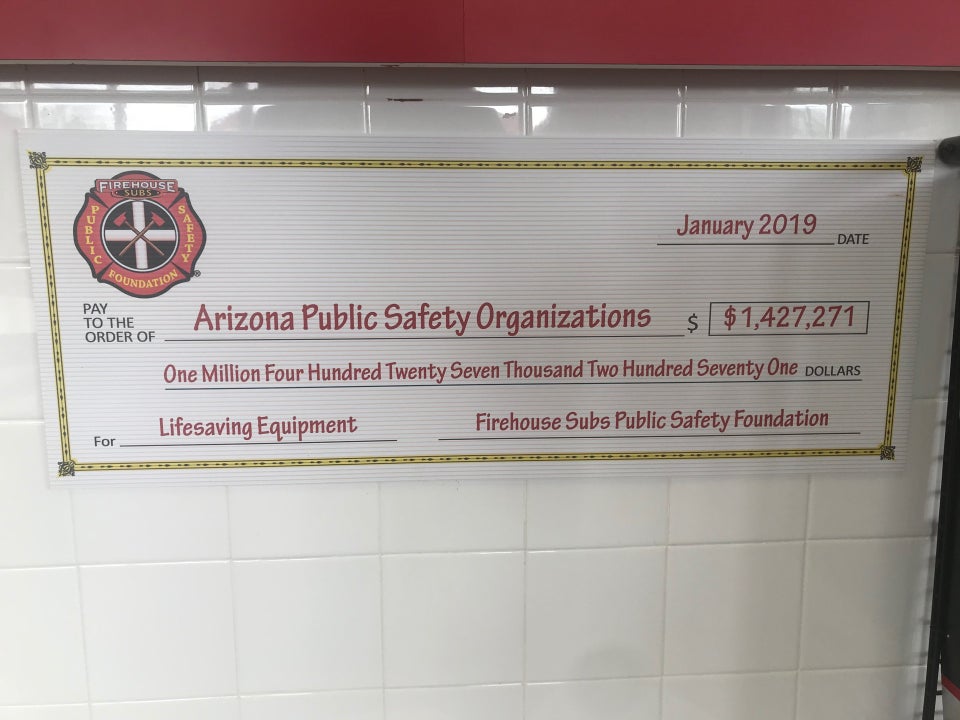 FIREHOUSE
SUBS
PUBLIC SAFETY
FOUNDATION
®
January 2019 DATE
PAY
TO THE
ORDER OF Arizona Public Safety Organizations $ $1,427,271
One Million Four Hundred Twenty Seven Thousand Two Hundred Seventy One DOLLARS
For Lifesaving Equipment Firehouse Subs Public Safety Foundation